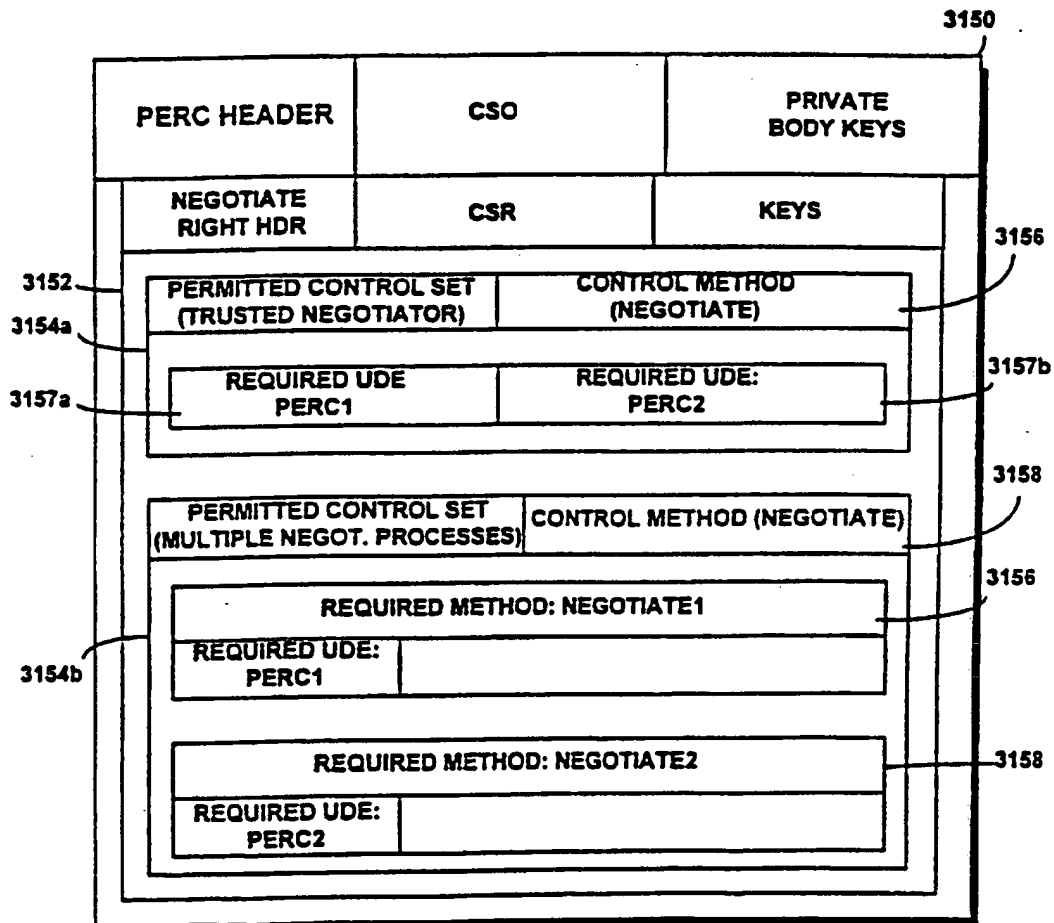 3150
PERC HEADER
CSO
PRIVATE
BODY KEYS
NEGOTIATE
RIGHT HDR
CSR
KEYS
3156
3152
PERMITTED CONTROL SET
(TRUSTED NEGOTIATOR)
CONTROL METHOD
(NEGOTIATE)
3154a
REQUIRED UDE
PERC1
REQUIRED UDE:
PERC2
3157b
3157a
3158
PERMITTED CONTROL SET
(MULTIPLE NEGOT. PROCESSES)
CONTROL METHOD (NEGOTIATE)
3156
REQUIRED METHOD: NEGOTIATE1
REQUIRED UDE:
PERC1
3154b
REQUIRED METHOD: NEGOTIATE2
3158
REQUIRED UDE:
PERC2